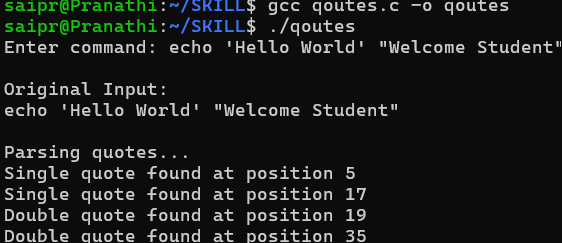 saipr@Pranathi:~/SKILL$ gcc qoutes.c -o qoutes
saipr@Pranathi:~/SKILL$ ./qoutes
Enter command: echo 'Hello World' "Welcome Student"
Original Input:
echo 'Hello World' "Welcome Student"
Parsing quotes...
Single quote found at position 5
Single quote found at position 17
Double quote found at position 19
Double quote found at position 35